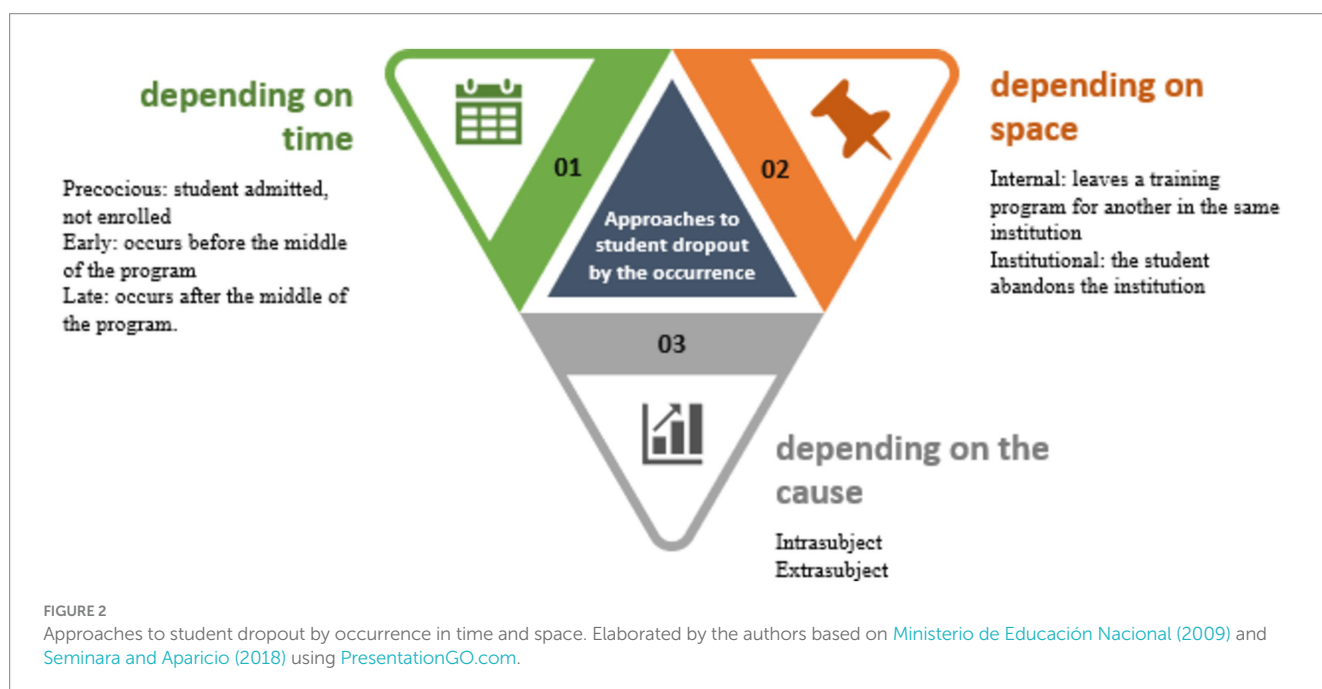 depending on
time
Precocious: student admitted,
not enrolled
Early: occurs before the middle
of the program
Late: occurs after the middle of
the program.
01
Approaches to
student dropout
by the occurrence
02
depending on
space
Internal: leaves a training
program for another in the same
institution
Institutional: the student
abandons the institution
03
depending on the
cause
Intrasubject
Extrasubject
FIGURE 2
Approaches to student dropout by occurrence in time and space. Elaborated by the authors based on Ministerio de Educación Nacional (2009) and
Seminara and Aparicio (2018) using PresentationGO.com.